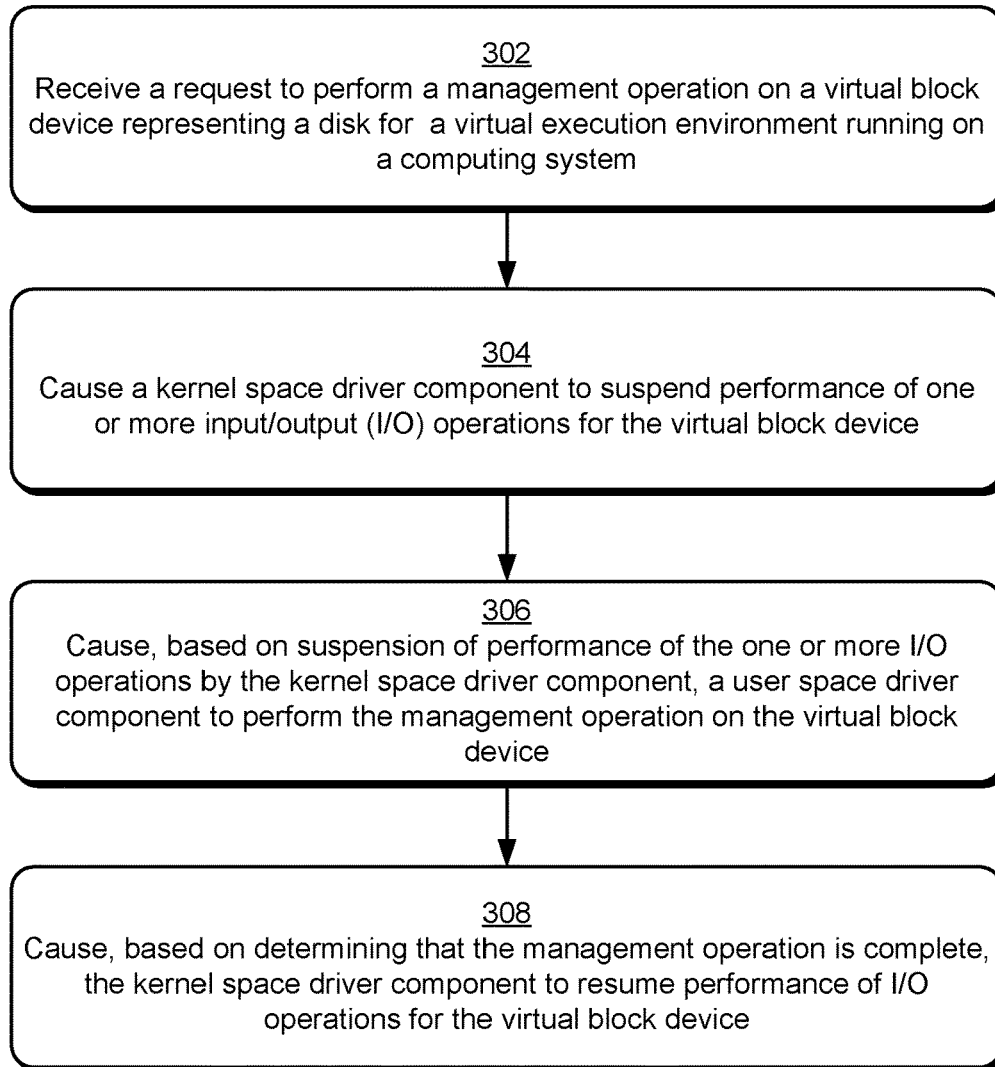 302
Receive a request to perform a management operation on a virtual block
device representing a disk for a virtual execution environment running on
a computing system
304
Cause a kernel space driver component to suspend performance of one
or more input/output (I/O) operations for the virtual block device
306
Cause, based on suspension of performance of the one or more I/O
operations by the kernel space driver component, a user space driver
component to perform the management operation on the virtual block
device
308
Cause, based on determining that the management operation is complete,
the kernel space driver component to resume performance of I/O
operations for the virtual block device